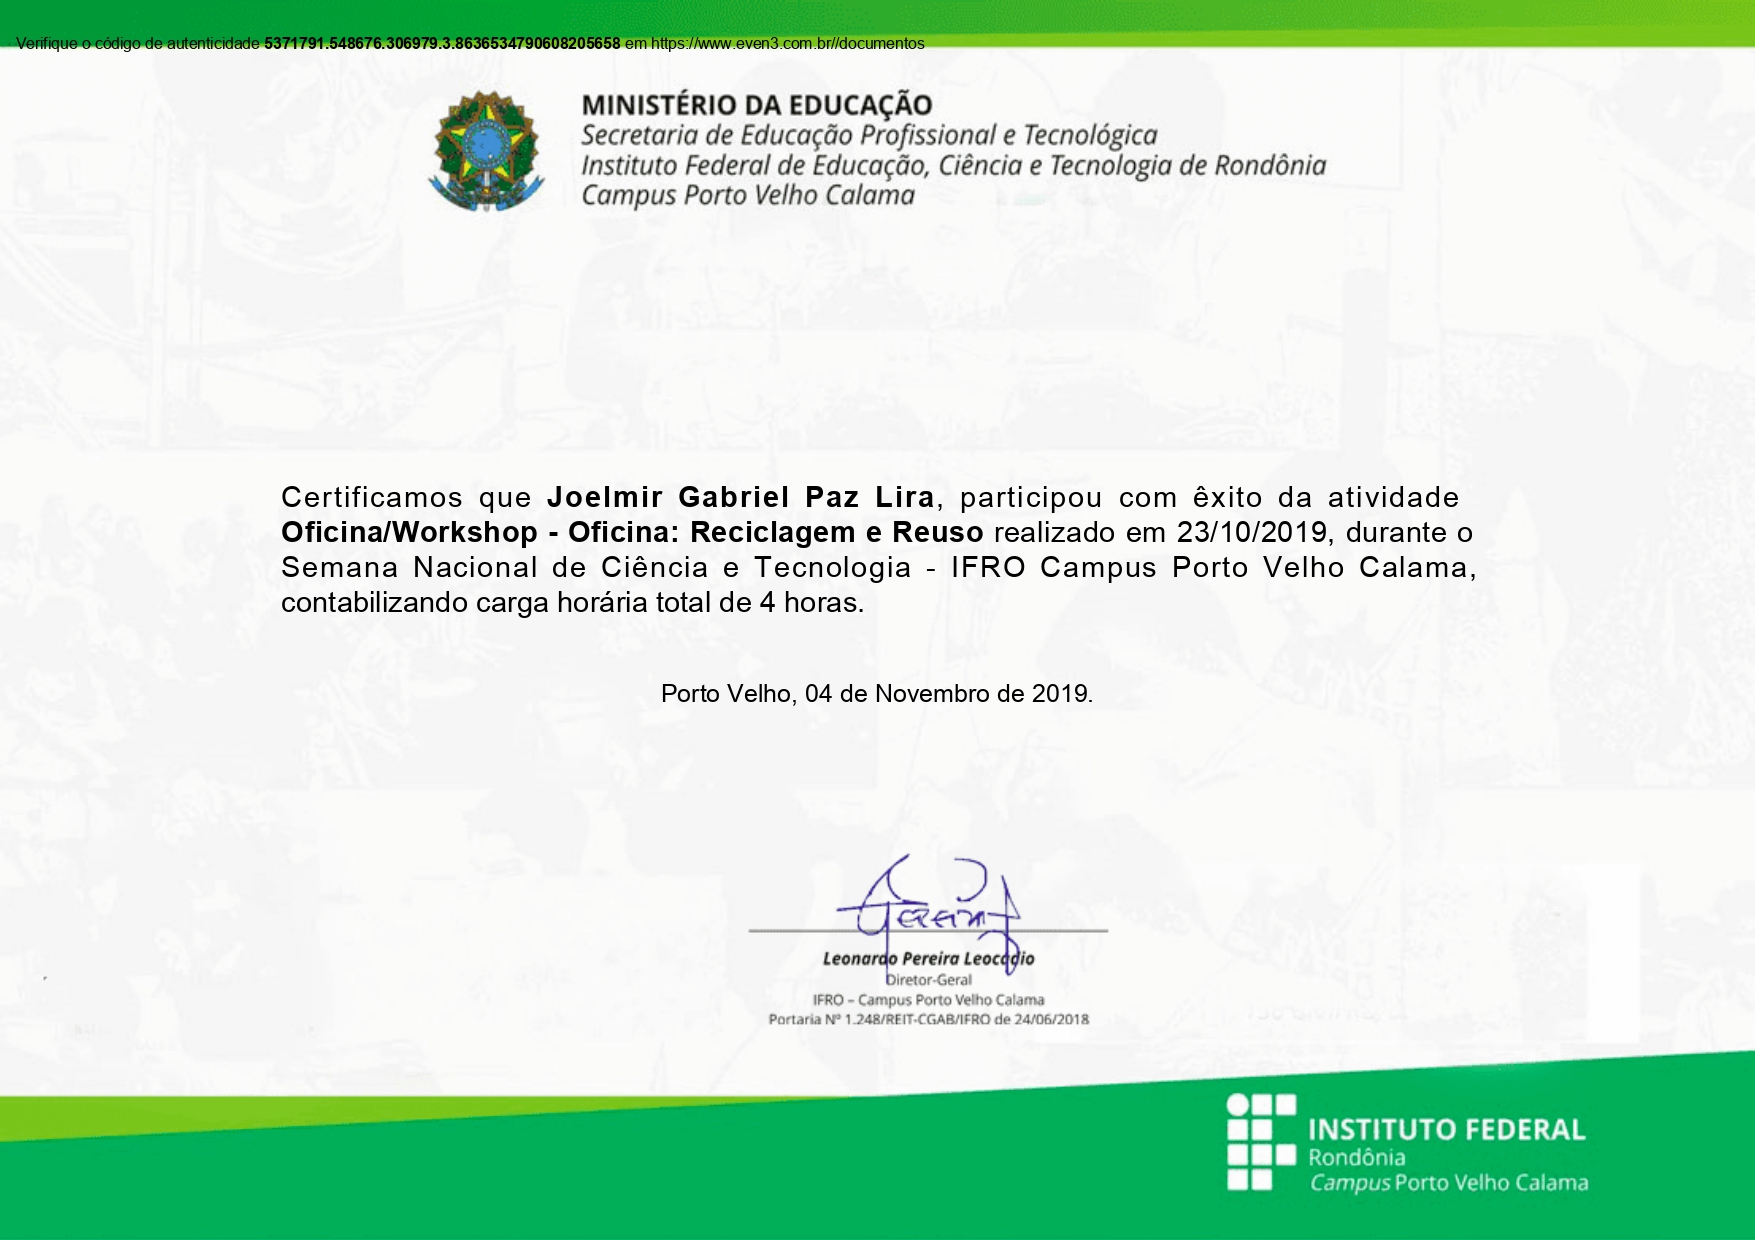 Verifique o código de autenticidade 5371791.548676.306979.3.8636534790608205658 em https://www.even3.com.br//documentos
MINISTÉRIO DA EDUCAÇÃO
Secretaria de Educação Profissional e Tecnológica
Instituto Federal de Educação, Ciência e Tecnologia de Rondônia
Campus Porto Velho Calama
Certificamos que Joelmir Gabriel Paz Lira, participou com êxito da atividade
Oficina/Workshop - Oficina: Reciclagem e Reuso realizado em 23/10/2019, durante o
Semana Nacional de Ciência e Tecnologia - IFRO Campus Porto Velho Calama,
contabilizando carga horária total de 4 horas.
Porto Velho, 04 de Novembro de 2019.
Leonardo Pereira Leocádio
Diretor-Geral
IFRO – Campus Porto Velho Calama
Portaria Nº 1.248/REIT-CGAB/IFRO de 24/06/2018
INSTITUTO FEDERAL
Rondônia
Campus Porto Velho Calama